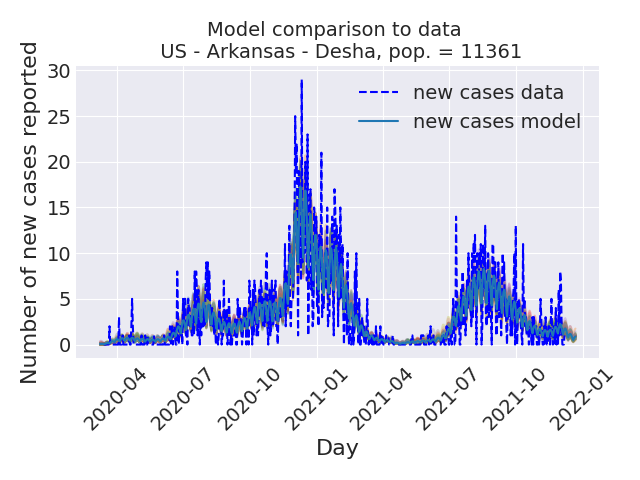 Model comparison to data
US - Arkansas - Desha, pop. = 11361
Number of new cases reported
30
25
20
15
10
5
0
new cases data
new cases model
2020-04
2020-07
2020-10
2021-01
2021-04
2021-07
2021-10
2022-01
Day